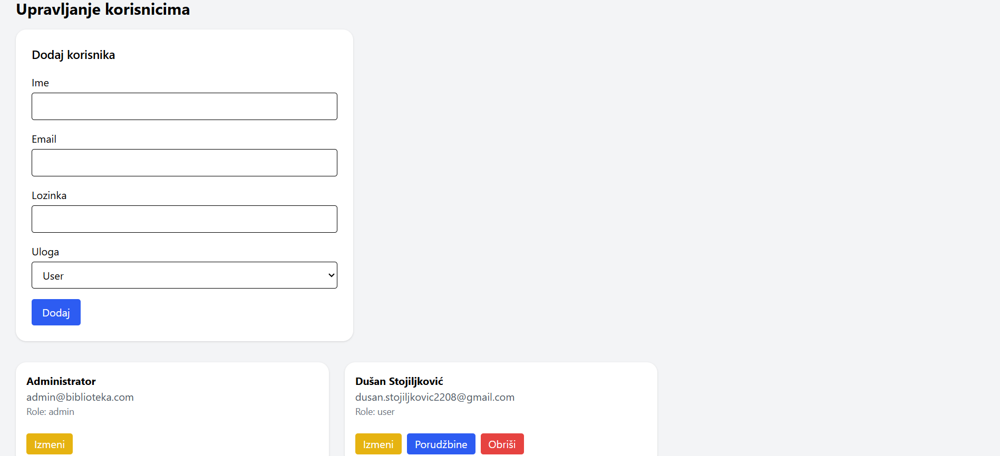 Upravljanje korisnicima
Dodaj korisnika
Ime
Email
Lozinka
Uloga
User
Dodaj
Administrator
admin@biblioteka.com
Role: admin
Izmeni
Dušan Stojiljković
dusan.stojiljkovic2208@gmail.com
Role: user
Izmeni Porudžbine Obriši